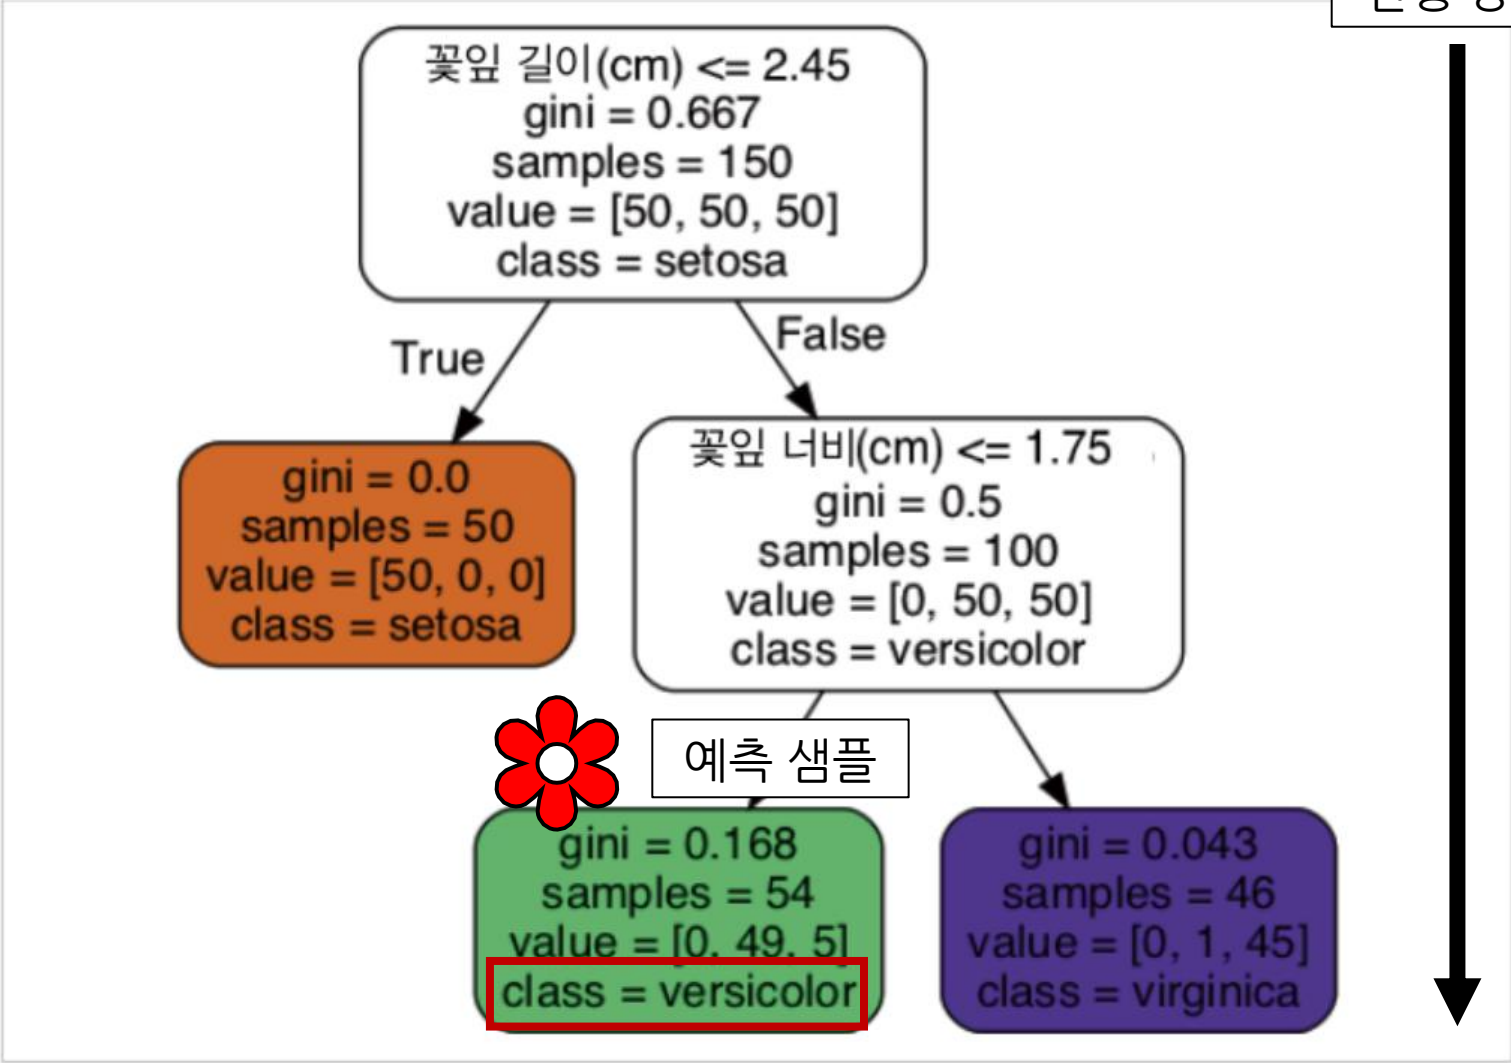 꽃잎 길이(cm) <= 2.45
gini = 0.667
samples = 150
value = [50, 50, 50]
class = setosa
True
False
gini = 0.0
samples = 50
value = [50, 0, 0]
class = setosa
꽃잎 너비(cm) <= 1.75
gini = 0.5
samples = 100
value = [0, 50, 50]
class = versicolor
예측 샘플
gini = 0.168
samples = 54
value = [0, 49, 5]
class = versicolor
gini = 0.043
samples = 46
value = [0, 1, 45]
class = virginica